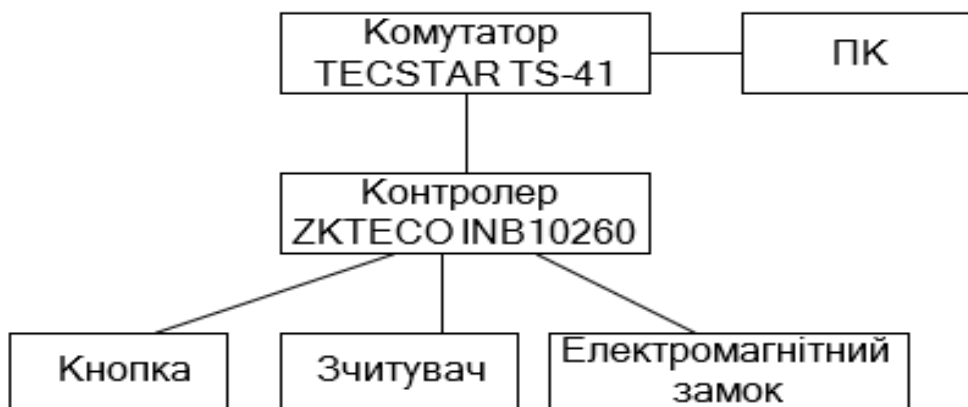 Комутатор
TECSTAR TS-41
ПК
Контролер
ZKTECO INB10260
Кнопка
Зчитувач
Електромагнітний
замок